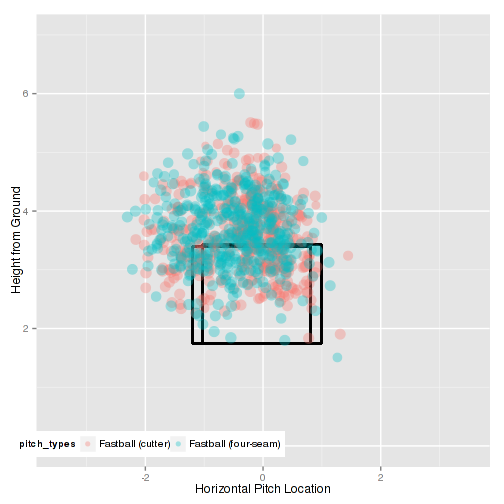 Height from Ground
6
4
2
-2 0 2
Horizontal Pitch Location
pitch_types Fastball (cutter) Fastball (four-seam)